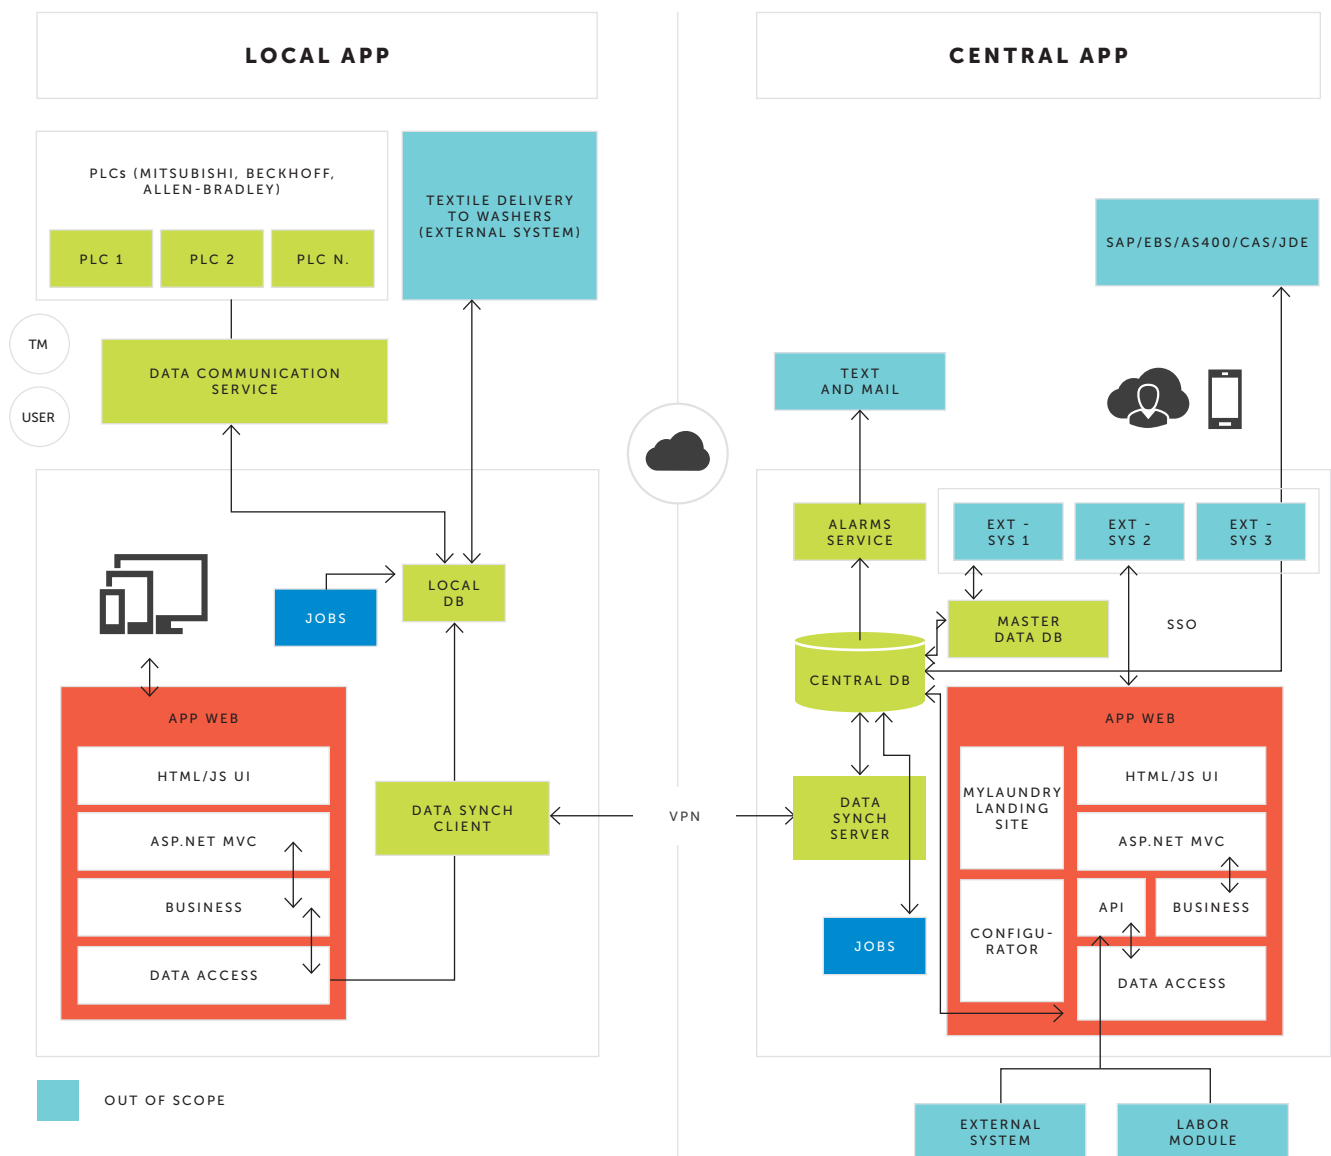 LOCAL APP
CENTRAL APP
PLCs (MITSUBISHI, BECKHOFF,
ALLEN-BRADLEY)
PLC 1
PLC 2
PLC N.
TEXTILE DELIVERY
TO WASHERS
(EXTERNAL SYSTEM)
SAP/EBS/AS400/CAS/JDE
TM
USER
DATA COMMUNICATION
SERVICE
TEXT
AND MAIL
ALARMS
SERVICE
EXT -
SYS 1
EXT -
SYS 2
EXT -
SYS 3
JOBS
LOCAL
DB
MASTER
DATA DB
SSO
CENTRAL DB
APP WEB
HTML/JS UI
ASP.NET MVC
BUSINESS
DATA ACCESS
DATA SYNCH
CLIENT
VPN
DATA
SYNCH
SERVER
JOBS
APP WEB
MYLAUNDRY
LANDING
SITE
HTML/JS UI
ASP.NET MVC
CONFIGU-
RATOR
API
BUSINESS
DATA ACCESS
OUT OF SCOPE
EXTERNAL
SYSTEM
LABOR
MODULE